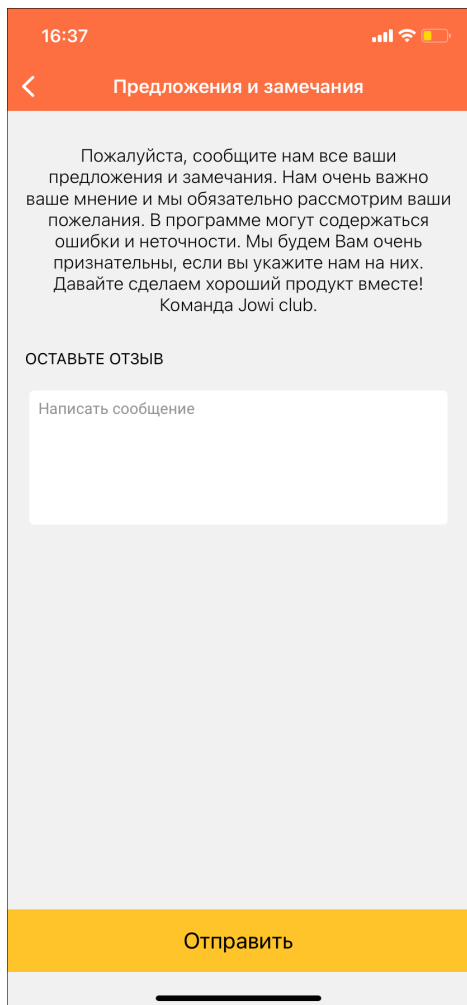 16:37
Предложения и замечания
Пожалуйста, сообщите нам все ваши
предложения и замечания. Нам очень важно
ваше мнение и мы обязательно рассмотрим ваши
пожелания. В программе могут содержаться
ошибки и неточности. Мы будем Вам очень
признательны, если вы укажите нам на них.
Давайте сделаем хороший продукт вместе!
Команда Jowi club.
ОСТАВЬТЕ ОТЗЫВ
Написать сообщение
Отправить